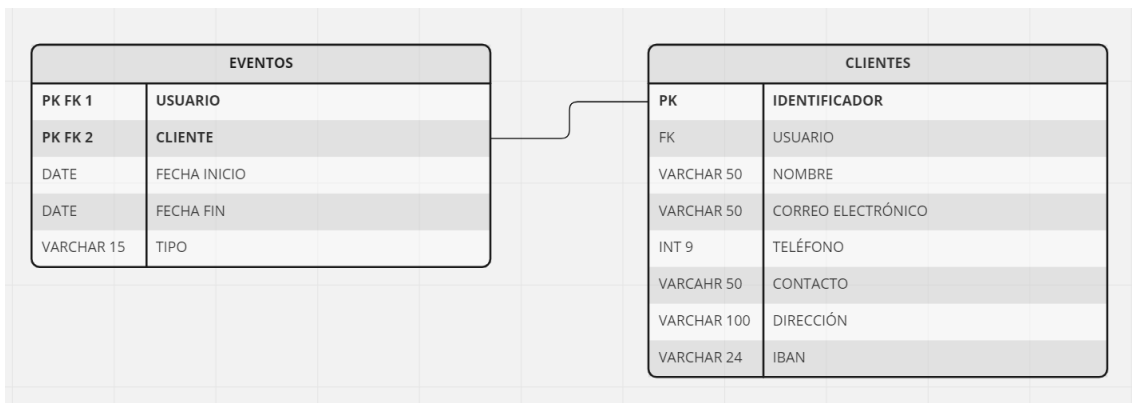 EVENTOS
PK FK 1 USUARIO
PK FK 2 CLIENTE
DATE FECHA INICIO
DATE FECHA FIN
VARCHAR 15 TIPO
CLIENTES
PK IDENTIFICADOR
FK USUARIO
VARCHAR 50 NOMBRE
VARCHAR 50 CORREO ELECTRÓNICO
INT 9 TELÉFONO
VARCAHR 50 CONTACTO
VARCHAR 100 DIRECCIÓN
VARCHAR 24 IBAN